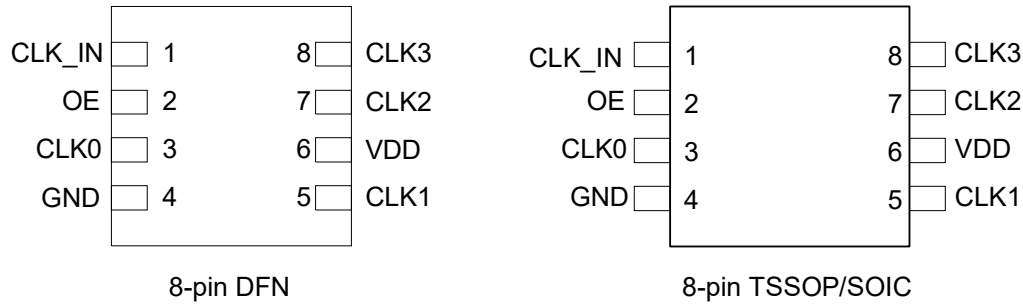 CLK_IN 1 8 CLK3
OE 2 7 CLK2
CLK0 3 6 VDD
GND 4 5 CLK1
8-pin DFN
CLK_IN 1 8 CLK3
OE 2 7 CLK2
CLK0 3 6 VDD
GND 4 5 CLK1
8-pin TSSOP/SOIC